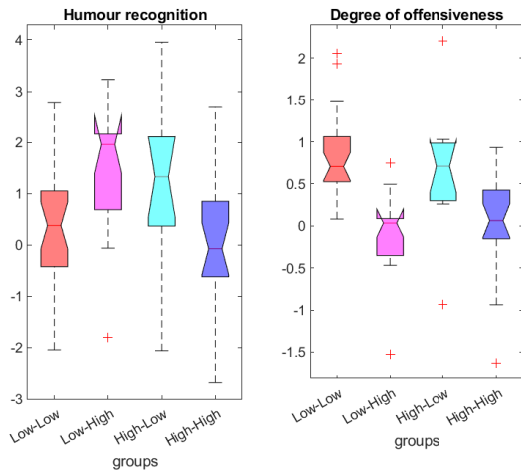 Humour recognition
4
3
2
1
0
-1
-2
-3
Low-Low
Low-High
High-Low
High-High
groups
Degree of offensiveness
2
1.5
1
0.5
0
-0.5
-1
-1.5
Low-Low
Low-High
High-Low
High-High
groups